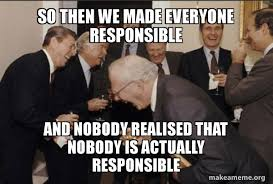 SO THEN WE MADE EVERYONE
RESPONSIBLE
AND NOBODY REALISED THAT
NOBODY IS ACTUALLY
RESPONSIBLE
makeameme.org